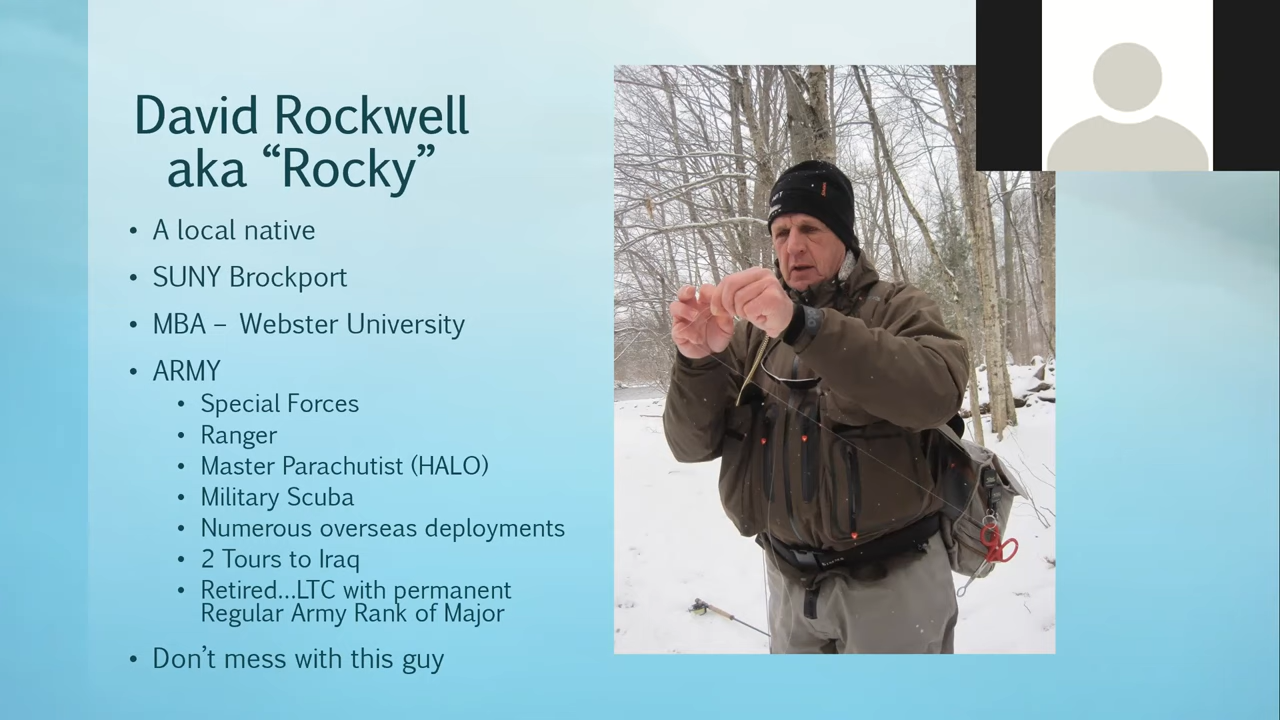 David Rockwell
aka “Rocky”
• A local native
• SUNY Brockport
• MBA – Webster University
• ARMY
• Special Forces
• Ranger
• Master Parachutist (HALO)
• Military Scuba
• Numerous overseas deployments
• 2 Tours to Iraq
• Retired...LTC with permanent
Regular Army Rank of Major
• Don’t mess with this guy